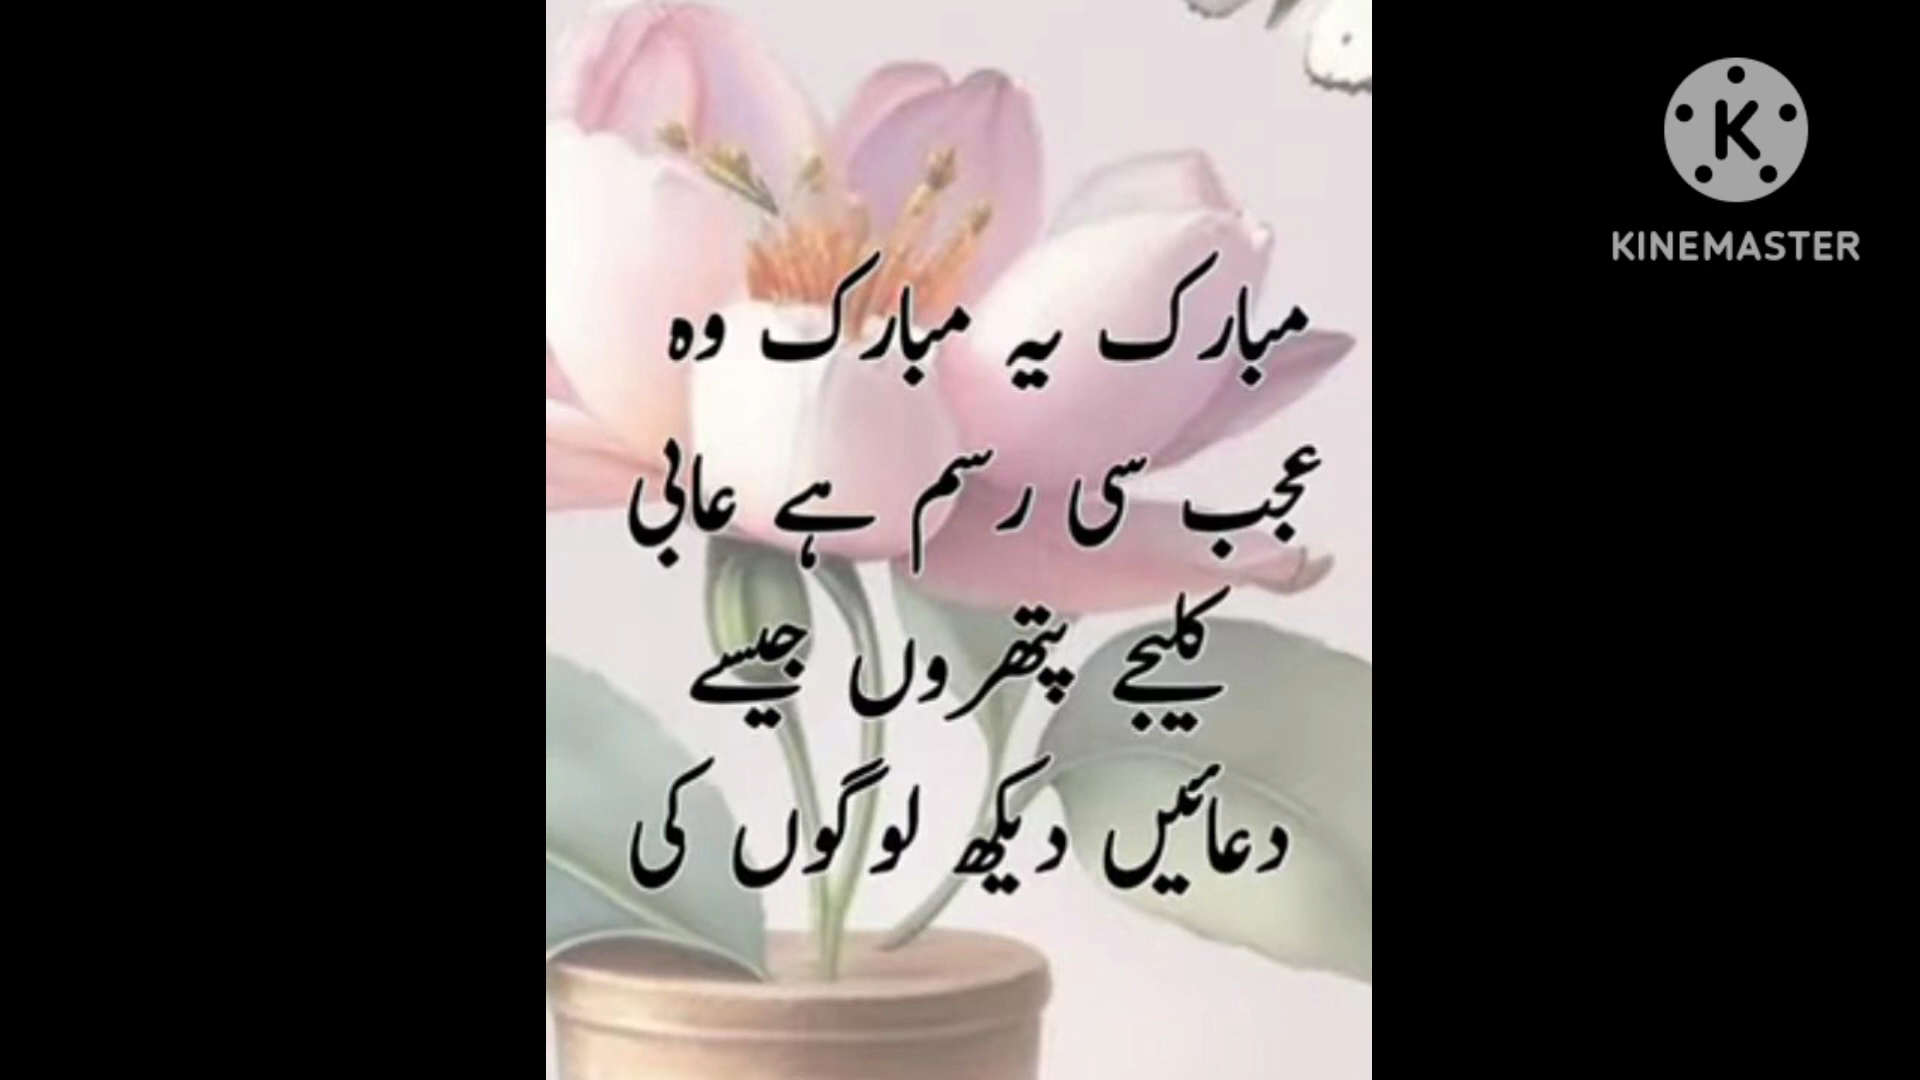 مبارک یہ مبارک وہ
عجب سی رسم ہے عابی
کلیجے پتھروں جیسے
دعائیں دیکھ لوگوں کی
K
KINEMASTER